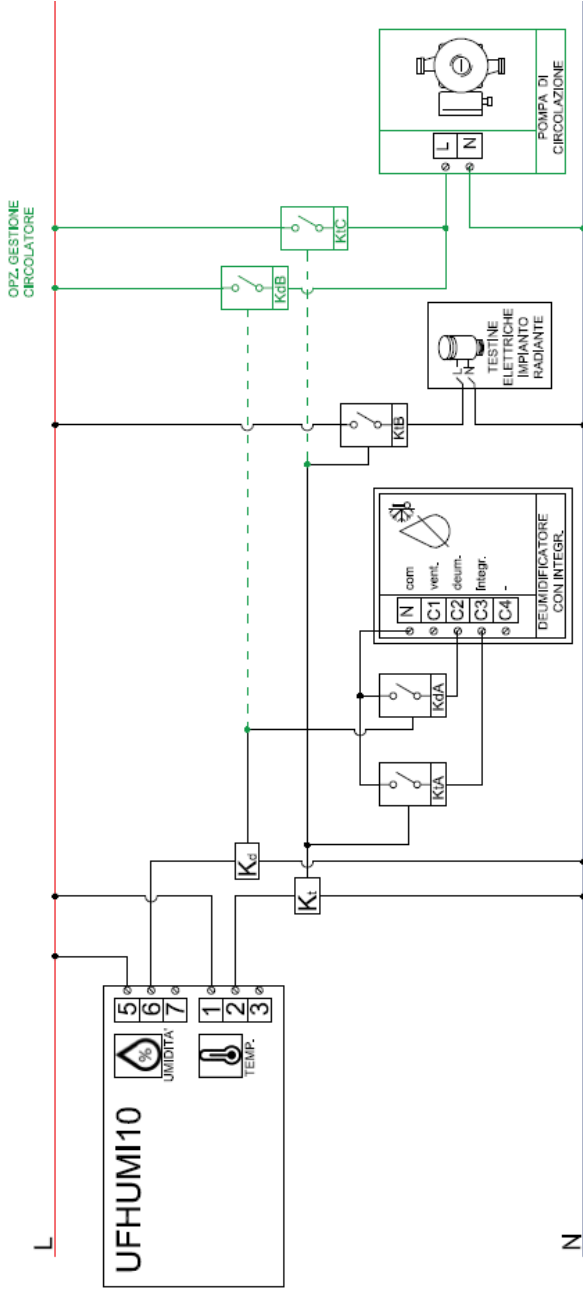 L
N
UFHUMI10
5
6
7
UMIDITA'
1
2
3
TEMP.
Kd
Kt
KtA
KdA
N
C1
C2
C3
C4
com
vent.
deum.
Integr.
-
DEUMIDIFICATORE
CON INTEGR.
KtB
L
N
TESTINE
ELETTRICHE
IMPIANTO
RADIANTE
OPZ. GESTIONE
CIRCOLATORE
KdB
KtC
L
N
POMPA DI
CIRCOLAZIONE
%